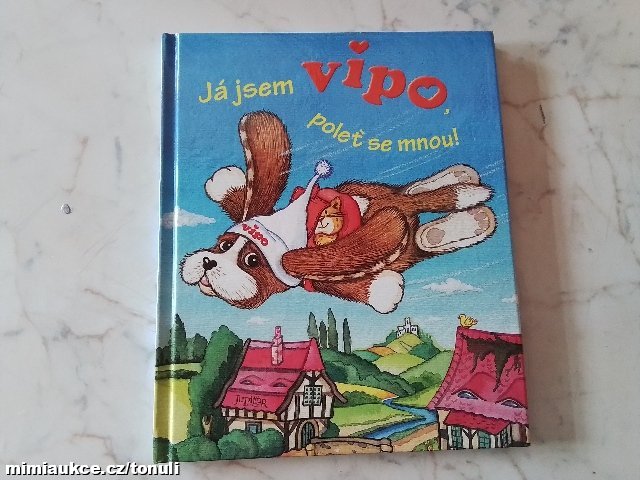 Já jsem vipo,
poleť se mnou!
vipo
mimiaukce.cz/tonuli